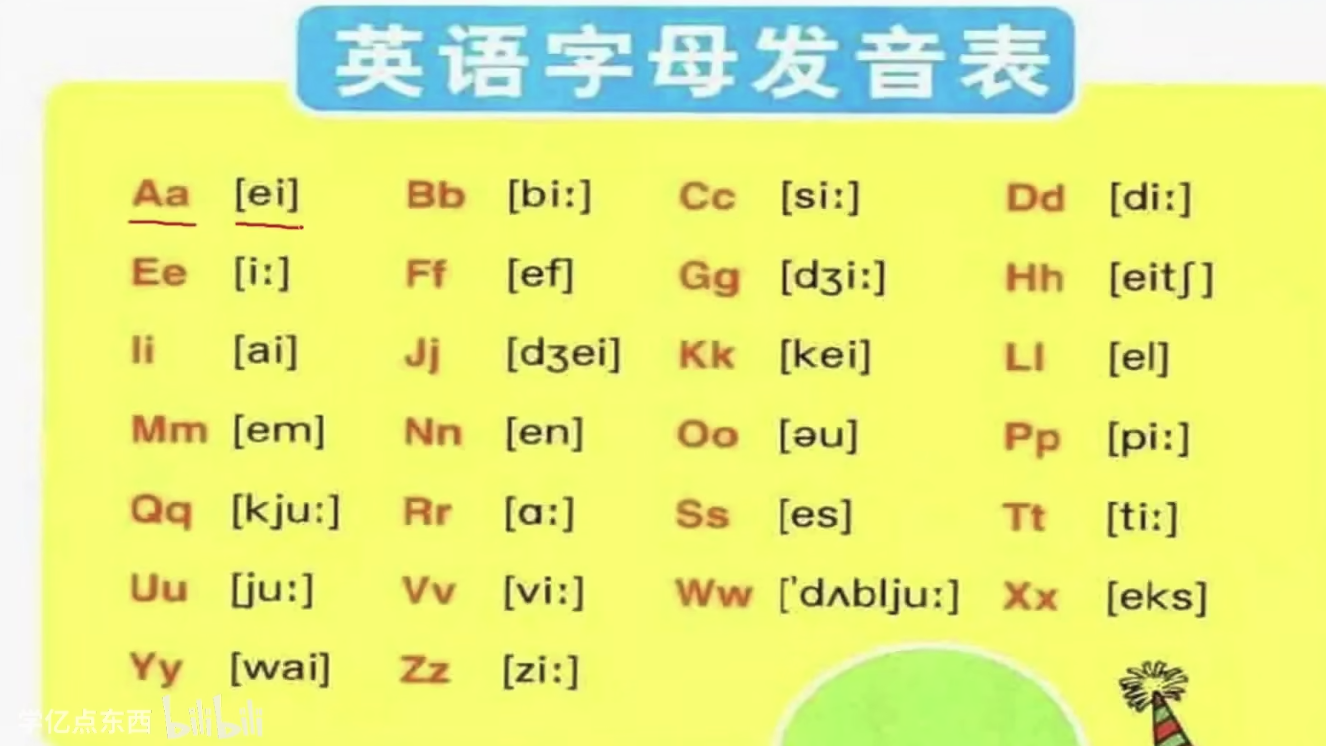 英语字母发音表
Aa [ei] Bb [bi:] Cc [si:] Dd [di:]
Ee [i:] Ff [ef] Gg [dʒi:] Hh [eitʃ]
Ii [ai] Jj [dʒei] Kk [kei] Ll [el]
Mm [em] Nn [en] Oo [əu] Pp [pi:]
Qq [kju:] Rr [ɑ:] Ss [es] Tt [ti:]
Uu [ju:] Vv [vi:] Ww ['dʌblju:] Xx [eks]
Yy [wai] Zz [zi:]
学亿点东西 bilibili